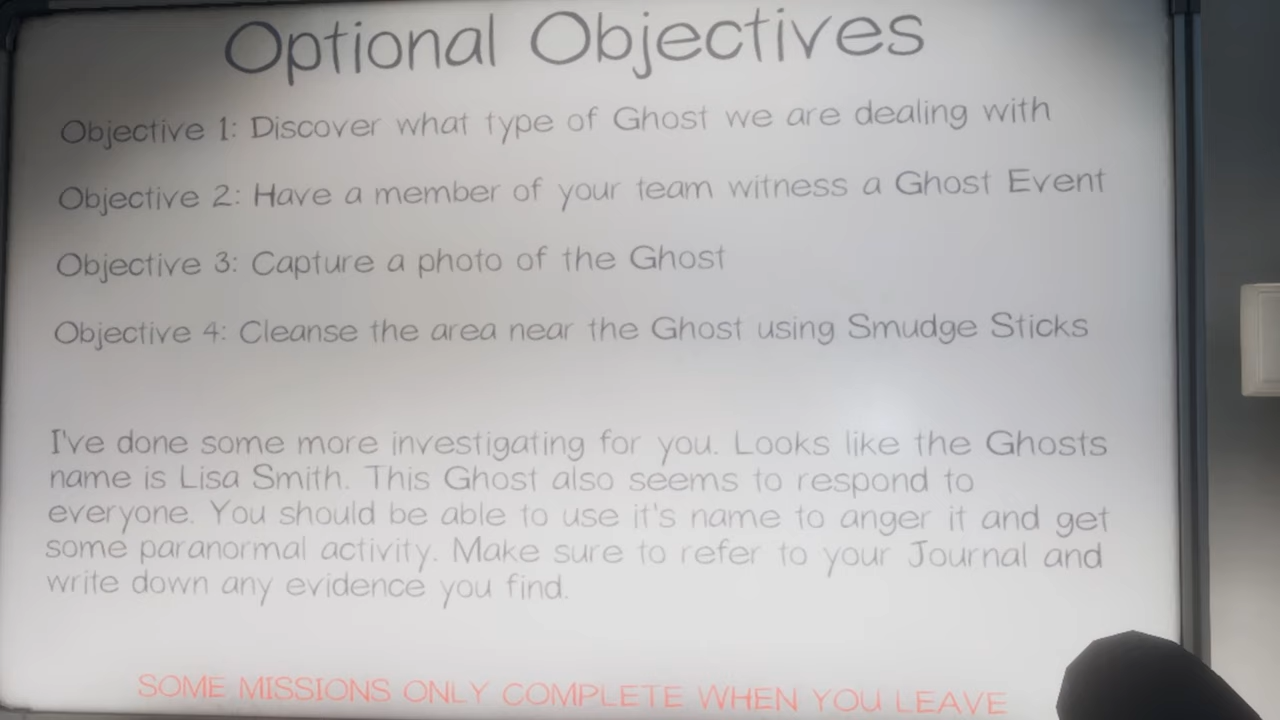 Optional Objectives
Objective 1: Discover what type of Ghost we are dealing with
Objective 2: Have a member of your team witness a Ghost Event
Objective 3: Capture a photo of the Ghost
Objective 4: Cleanse the area near the Ghost using Smudge Sticks
I've done some more investigating for you. Looks like the Ghosts
name is Lisa Smith. This Ghost also seems to respond to
everyone. You should be able to use it's name to anger it and get
some paranormal activity. Make sure to refer to your Journal and
write down any evidence you find.
SOME MISSIONS ONLY COMPLETE WHEN YOU LEAVE